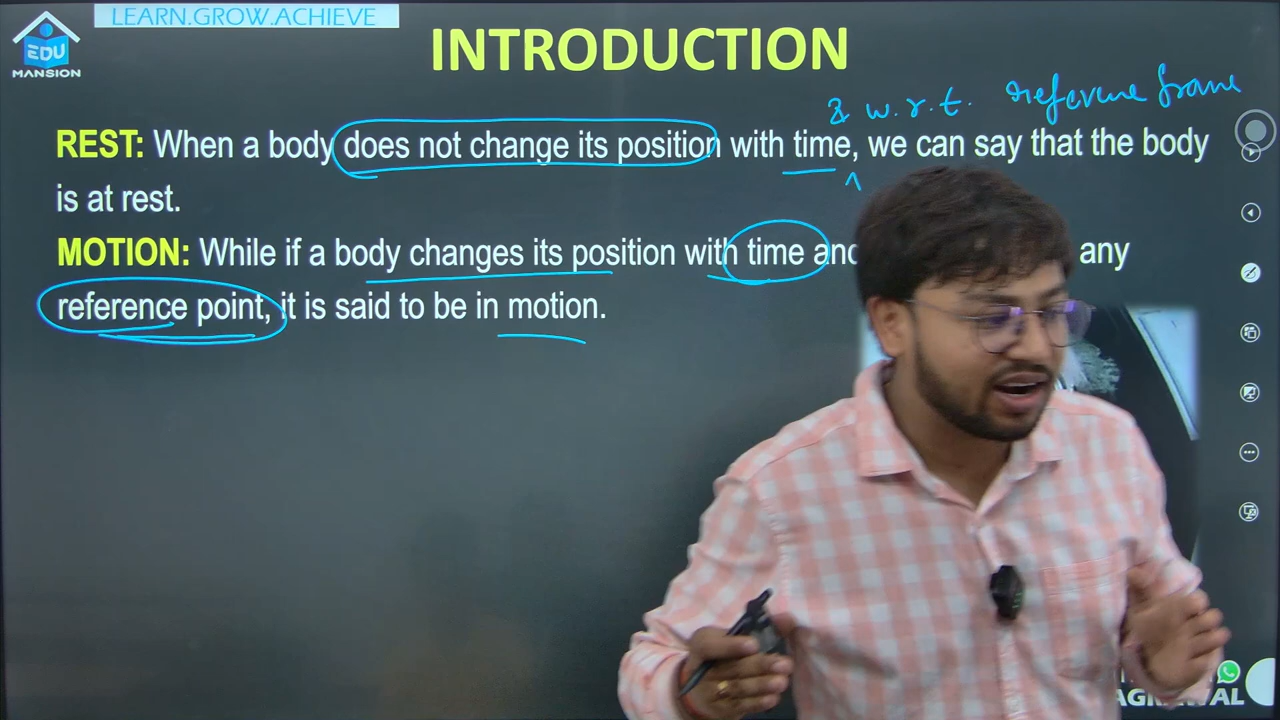 LEARN.GROW.ACHIEVE
EDU
MANSION
INTRODUCTION
& w.r.t. reference frame
REST: When a body does not change its position with time, we can say that the body
is at rest.
MOTION: While if a body changes its position with time and any
reference point, it is said to be in motion.